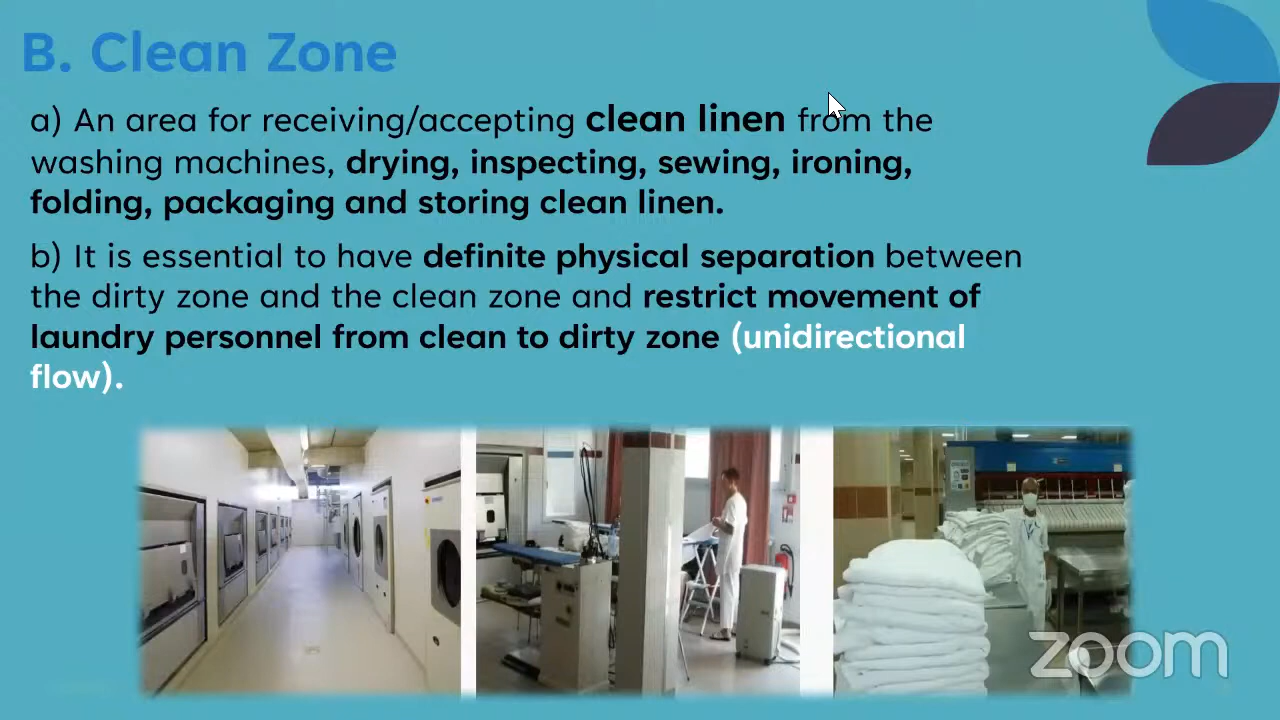 B. Clean Zone
a) An area for receiving/accepting clean linen from the
washing machines, drying, inspecting, sewing, ironing,
folding, packaging and storing clean linen.
b) It is essential to have definite physical separation between
the dirty zone and the clean zone and restrict movement of
laundry personnel from clean to dirty zone (unidirectional
flow).
zoom